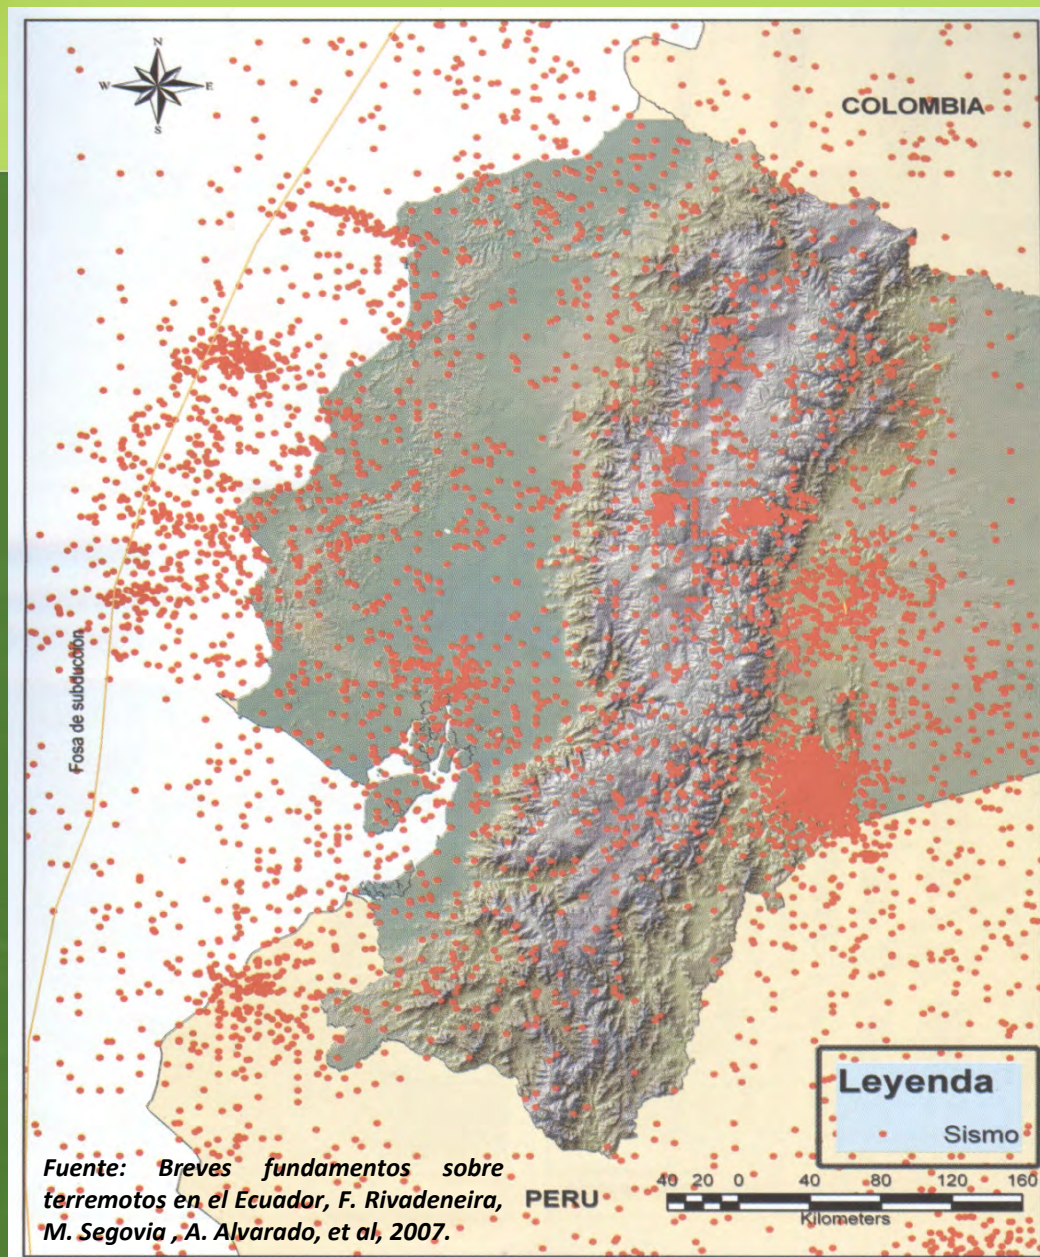 N
W E
S
COLOMBIA
Fosa de subducción
Leyenda
Sismo
Fuente: Breves fundamentos sobre
terremotos en el Ecuador, F. Rivadeneira,
M. Segovia , A. Alvarado, et al, 2007.
PERU
40 20 0 40 80 120 160
Kilometers